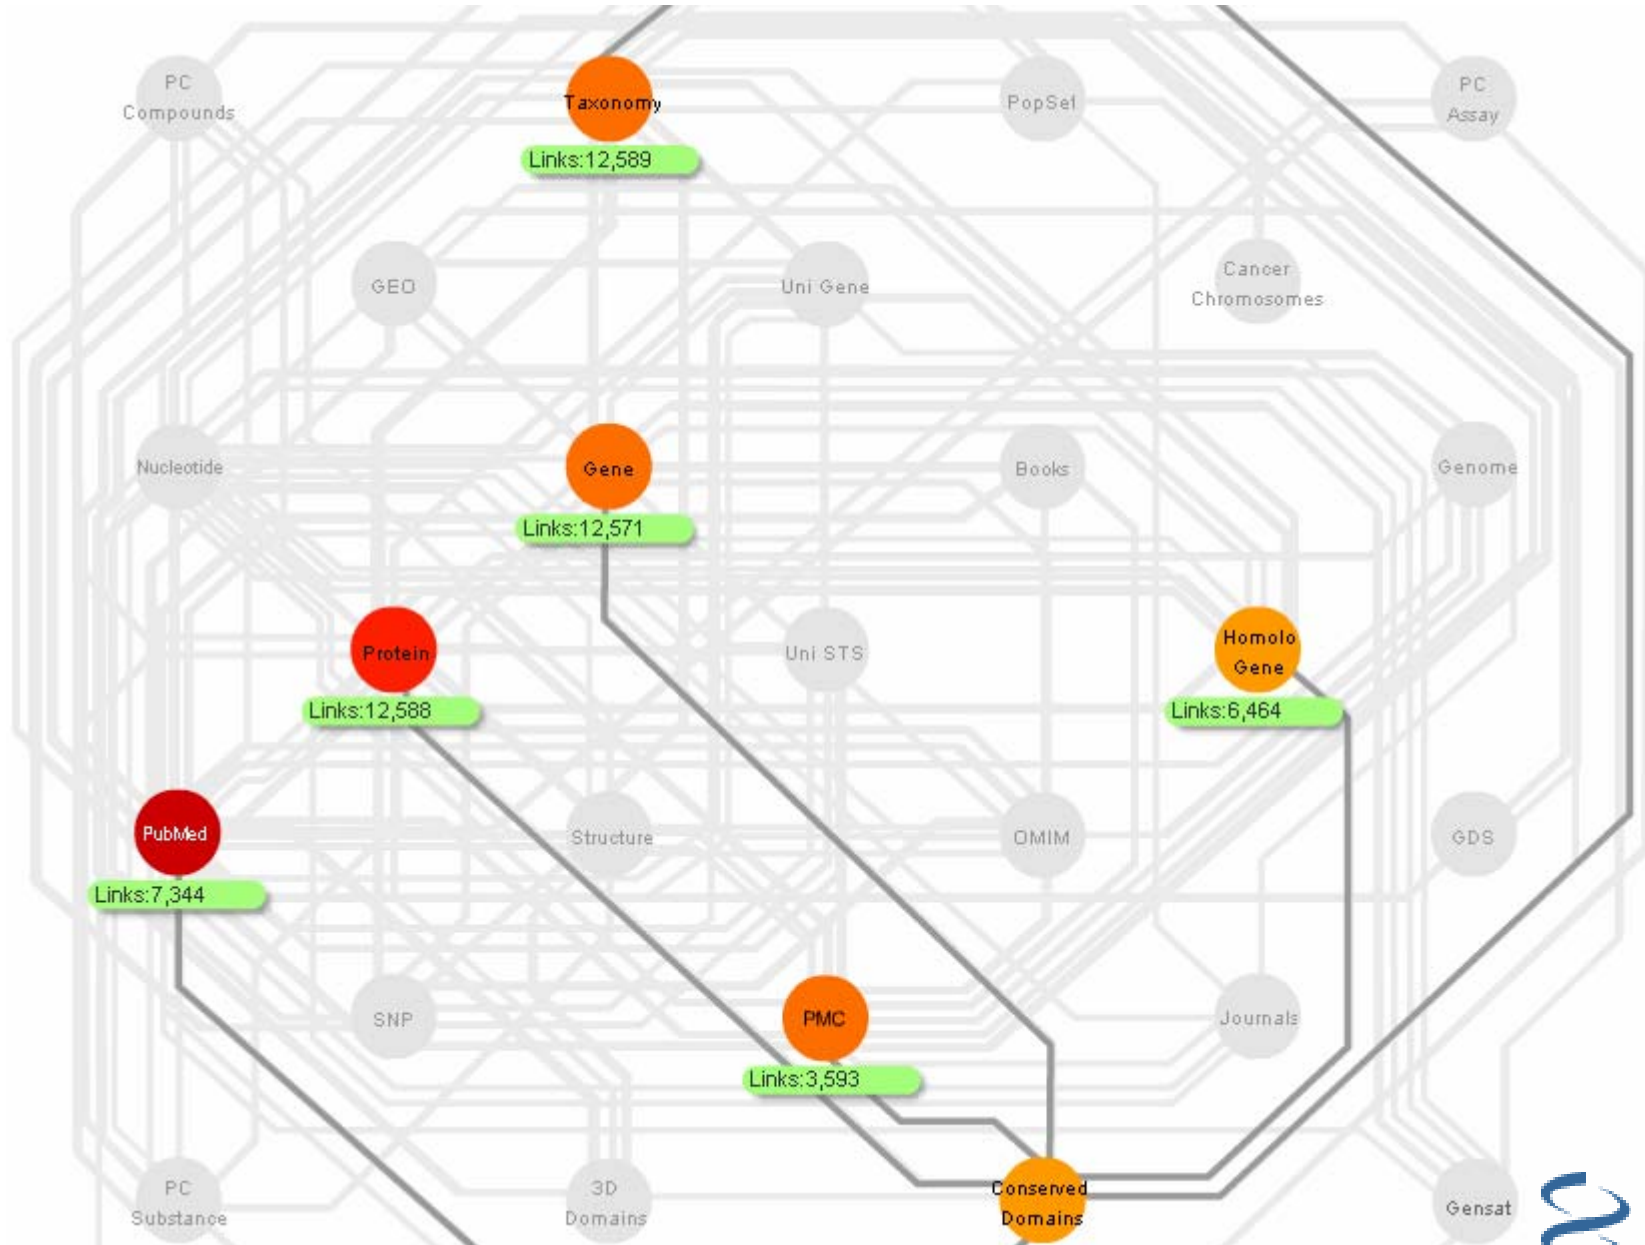 PC
Compounds
Taxonomy
Links:12,589
PopSet
PC
Assay
GEO
Uni Gene
Cancer
Chromosomes
Nucleotide
Gene
Links:12,571
Books
Genome
Protein
Links:12,588
Uni STS
Homolo
Gene
Links:6,464
PubMed
Links:7,344
Structure
OMIM
GDS
SNP
PMC
Links:3,593
Journals
PC
Substance
3D
Domains
Conserved
Domains
Gensat